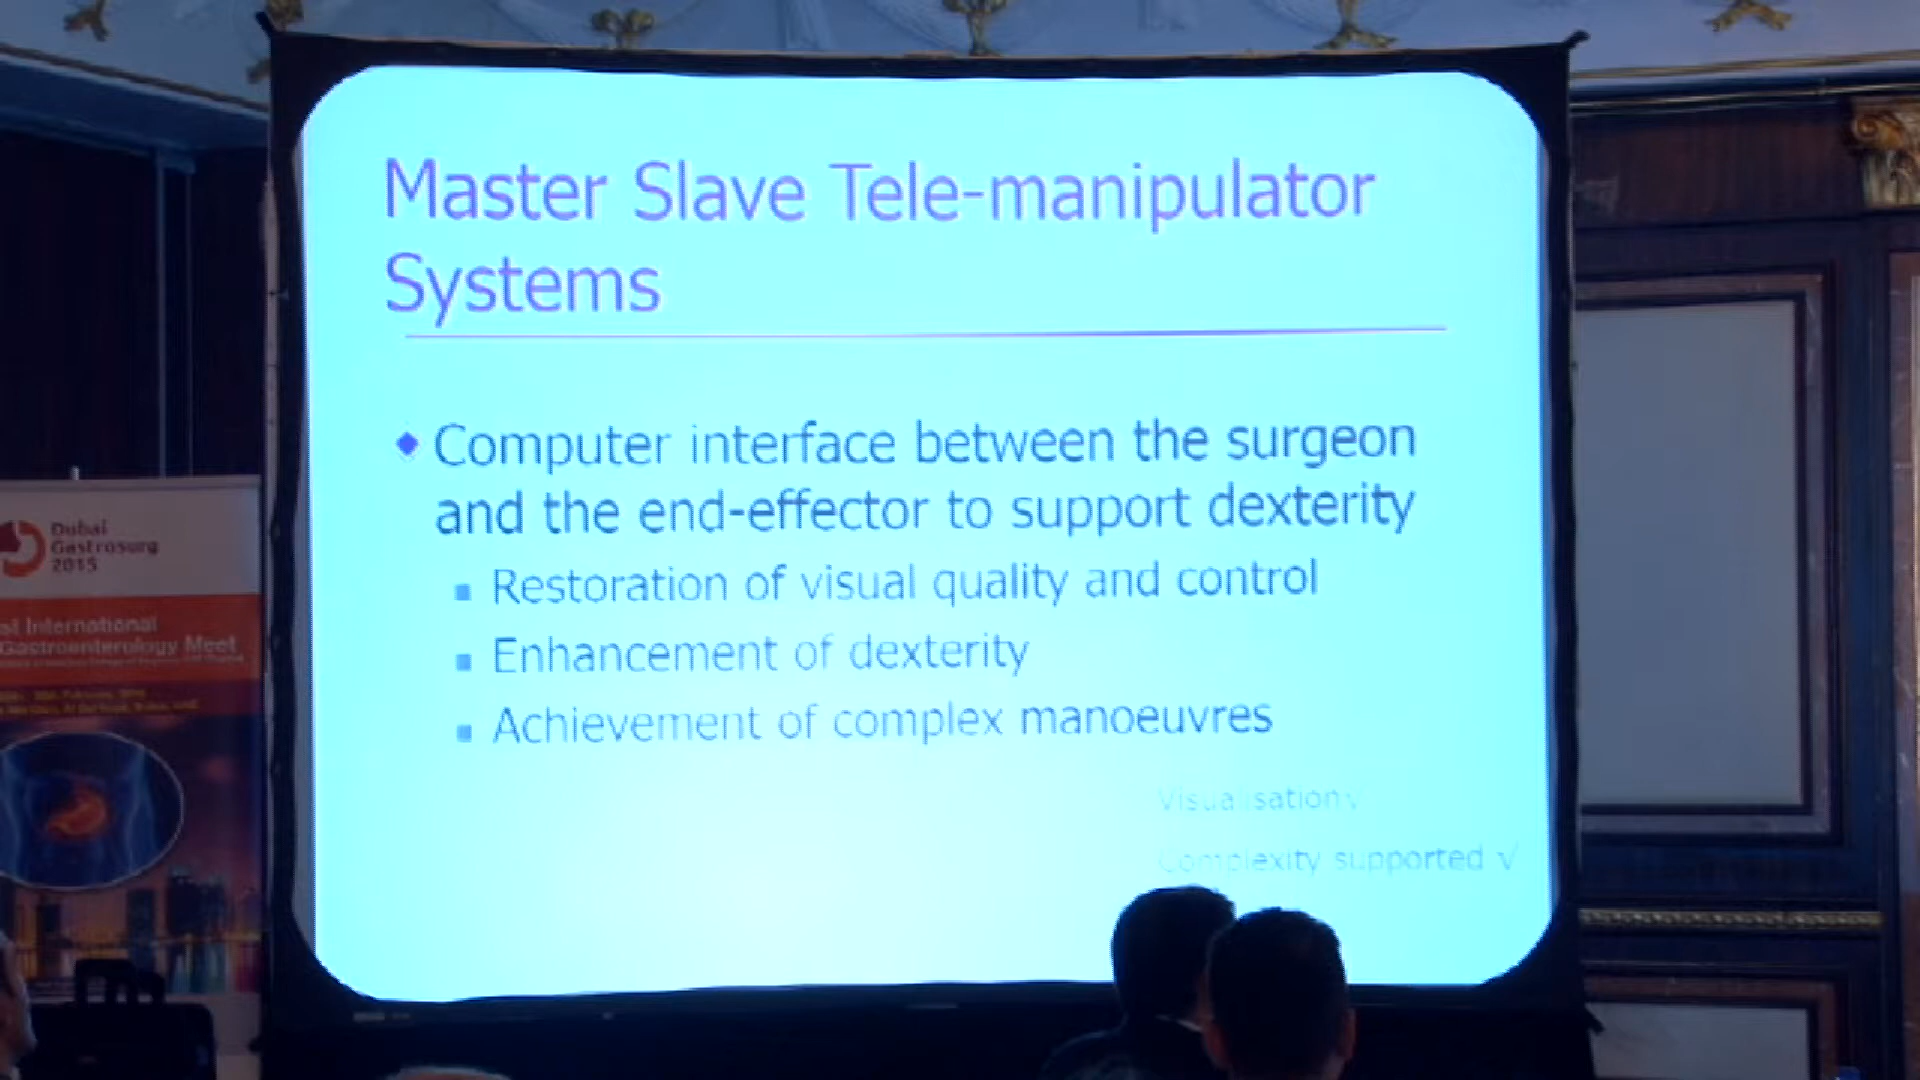 Master Slave Tele-manipulator
Systems
Computer interface between the surgeon
and the end-effector to support dexterity
Restoration of visual quality and control
Enhancement of dexterity
Achievement of complex manoeuvres
Visualisation √
Complexity supported √
Dubai
Gastrosurg
2015
International
Gastroenterology Meet